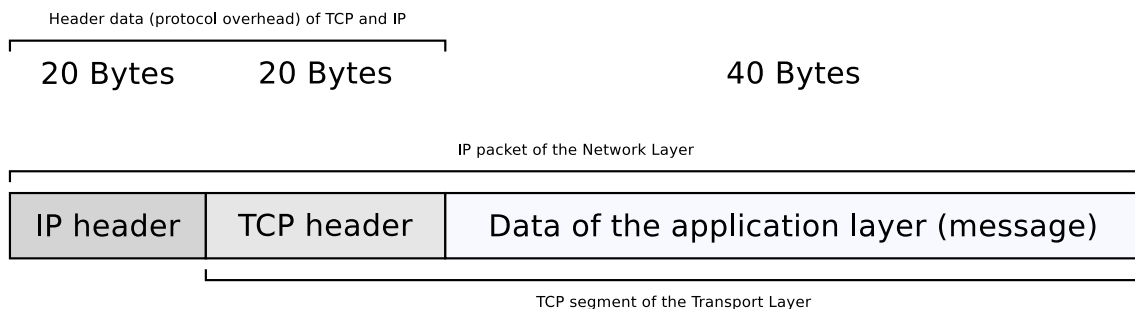 Header data (protocol overhead) of TCP and IP
20 Bytes 20 Bytes 40 Bytes
IP packet of the Network Layer
IP header TCP header Data of the application layer (message)
TCP segment of the Transport Layer